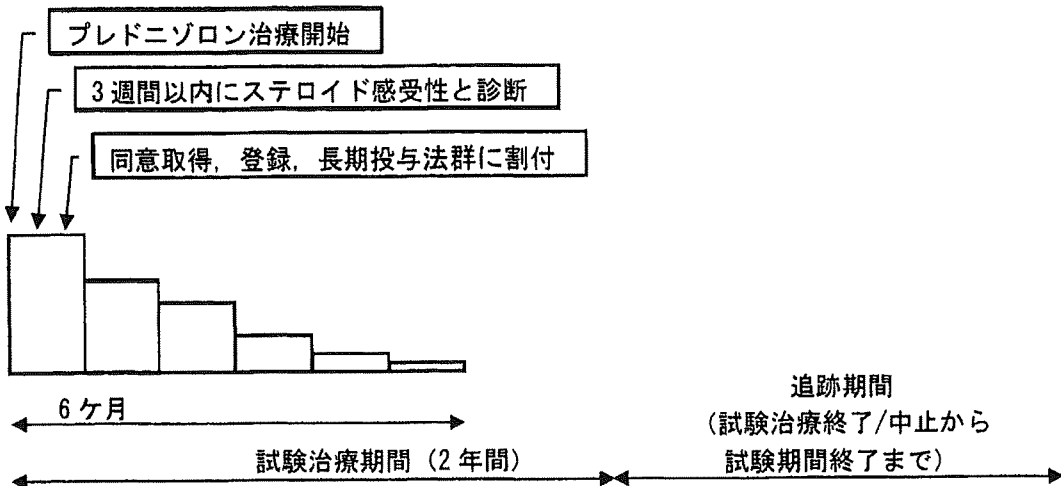 プレドニゾロン治療開始
3週間以内にステロイド感受性と診断
同意取得，登録，長期投与法群に割付
6ケ月
追跡期間
(試験治療終了/中止から
試験期間終了まで)
試験治療期間（2年間）